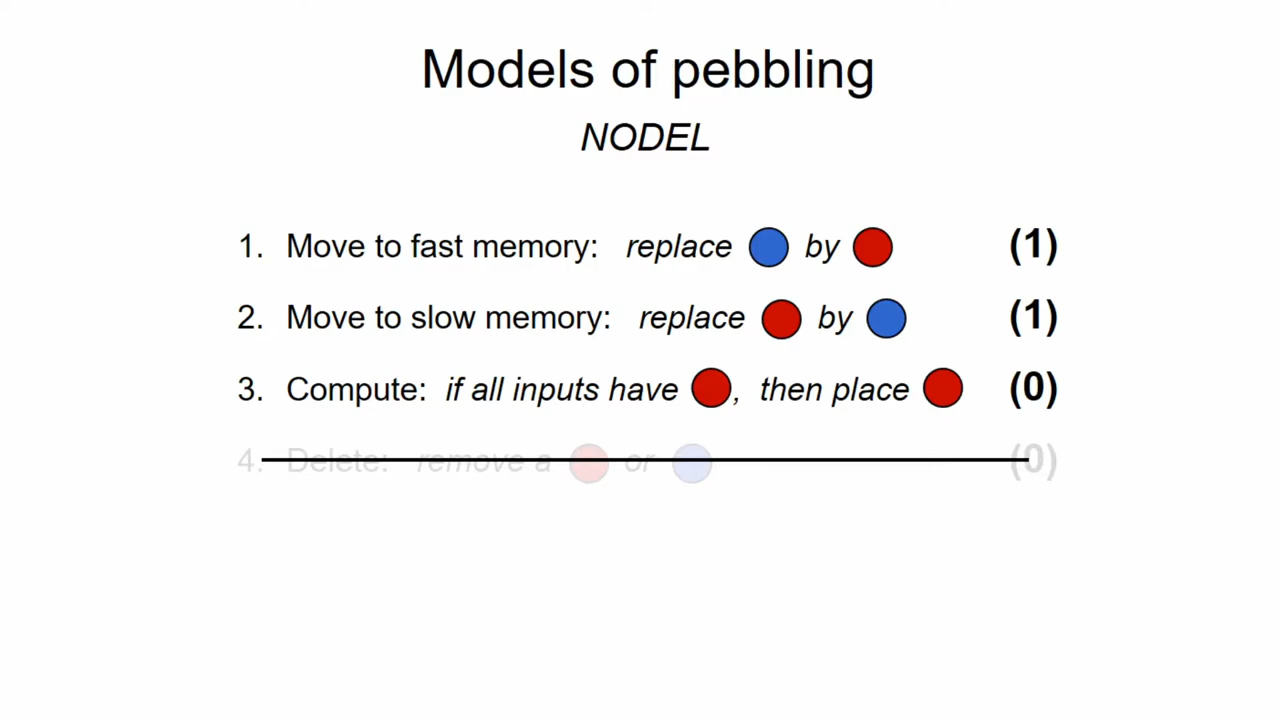 Models of pebbling
NODEL
1. Move to fast memory: replace by (1)
2. Move to slow memory: replace by (1)
3. Compute: if all inputs have , then place (0)
4. Delete: remove a or (0)